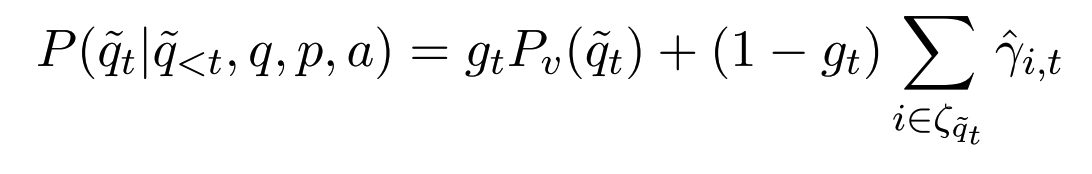 P(q̃_t|q̃_{<t}, q, p, a) = g_t P_v(q̃_t) + (1 − g_t) ∑_{i∈ζ_{q̃_t}} γ̂_{i,t}